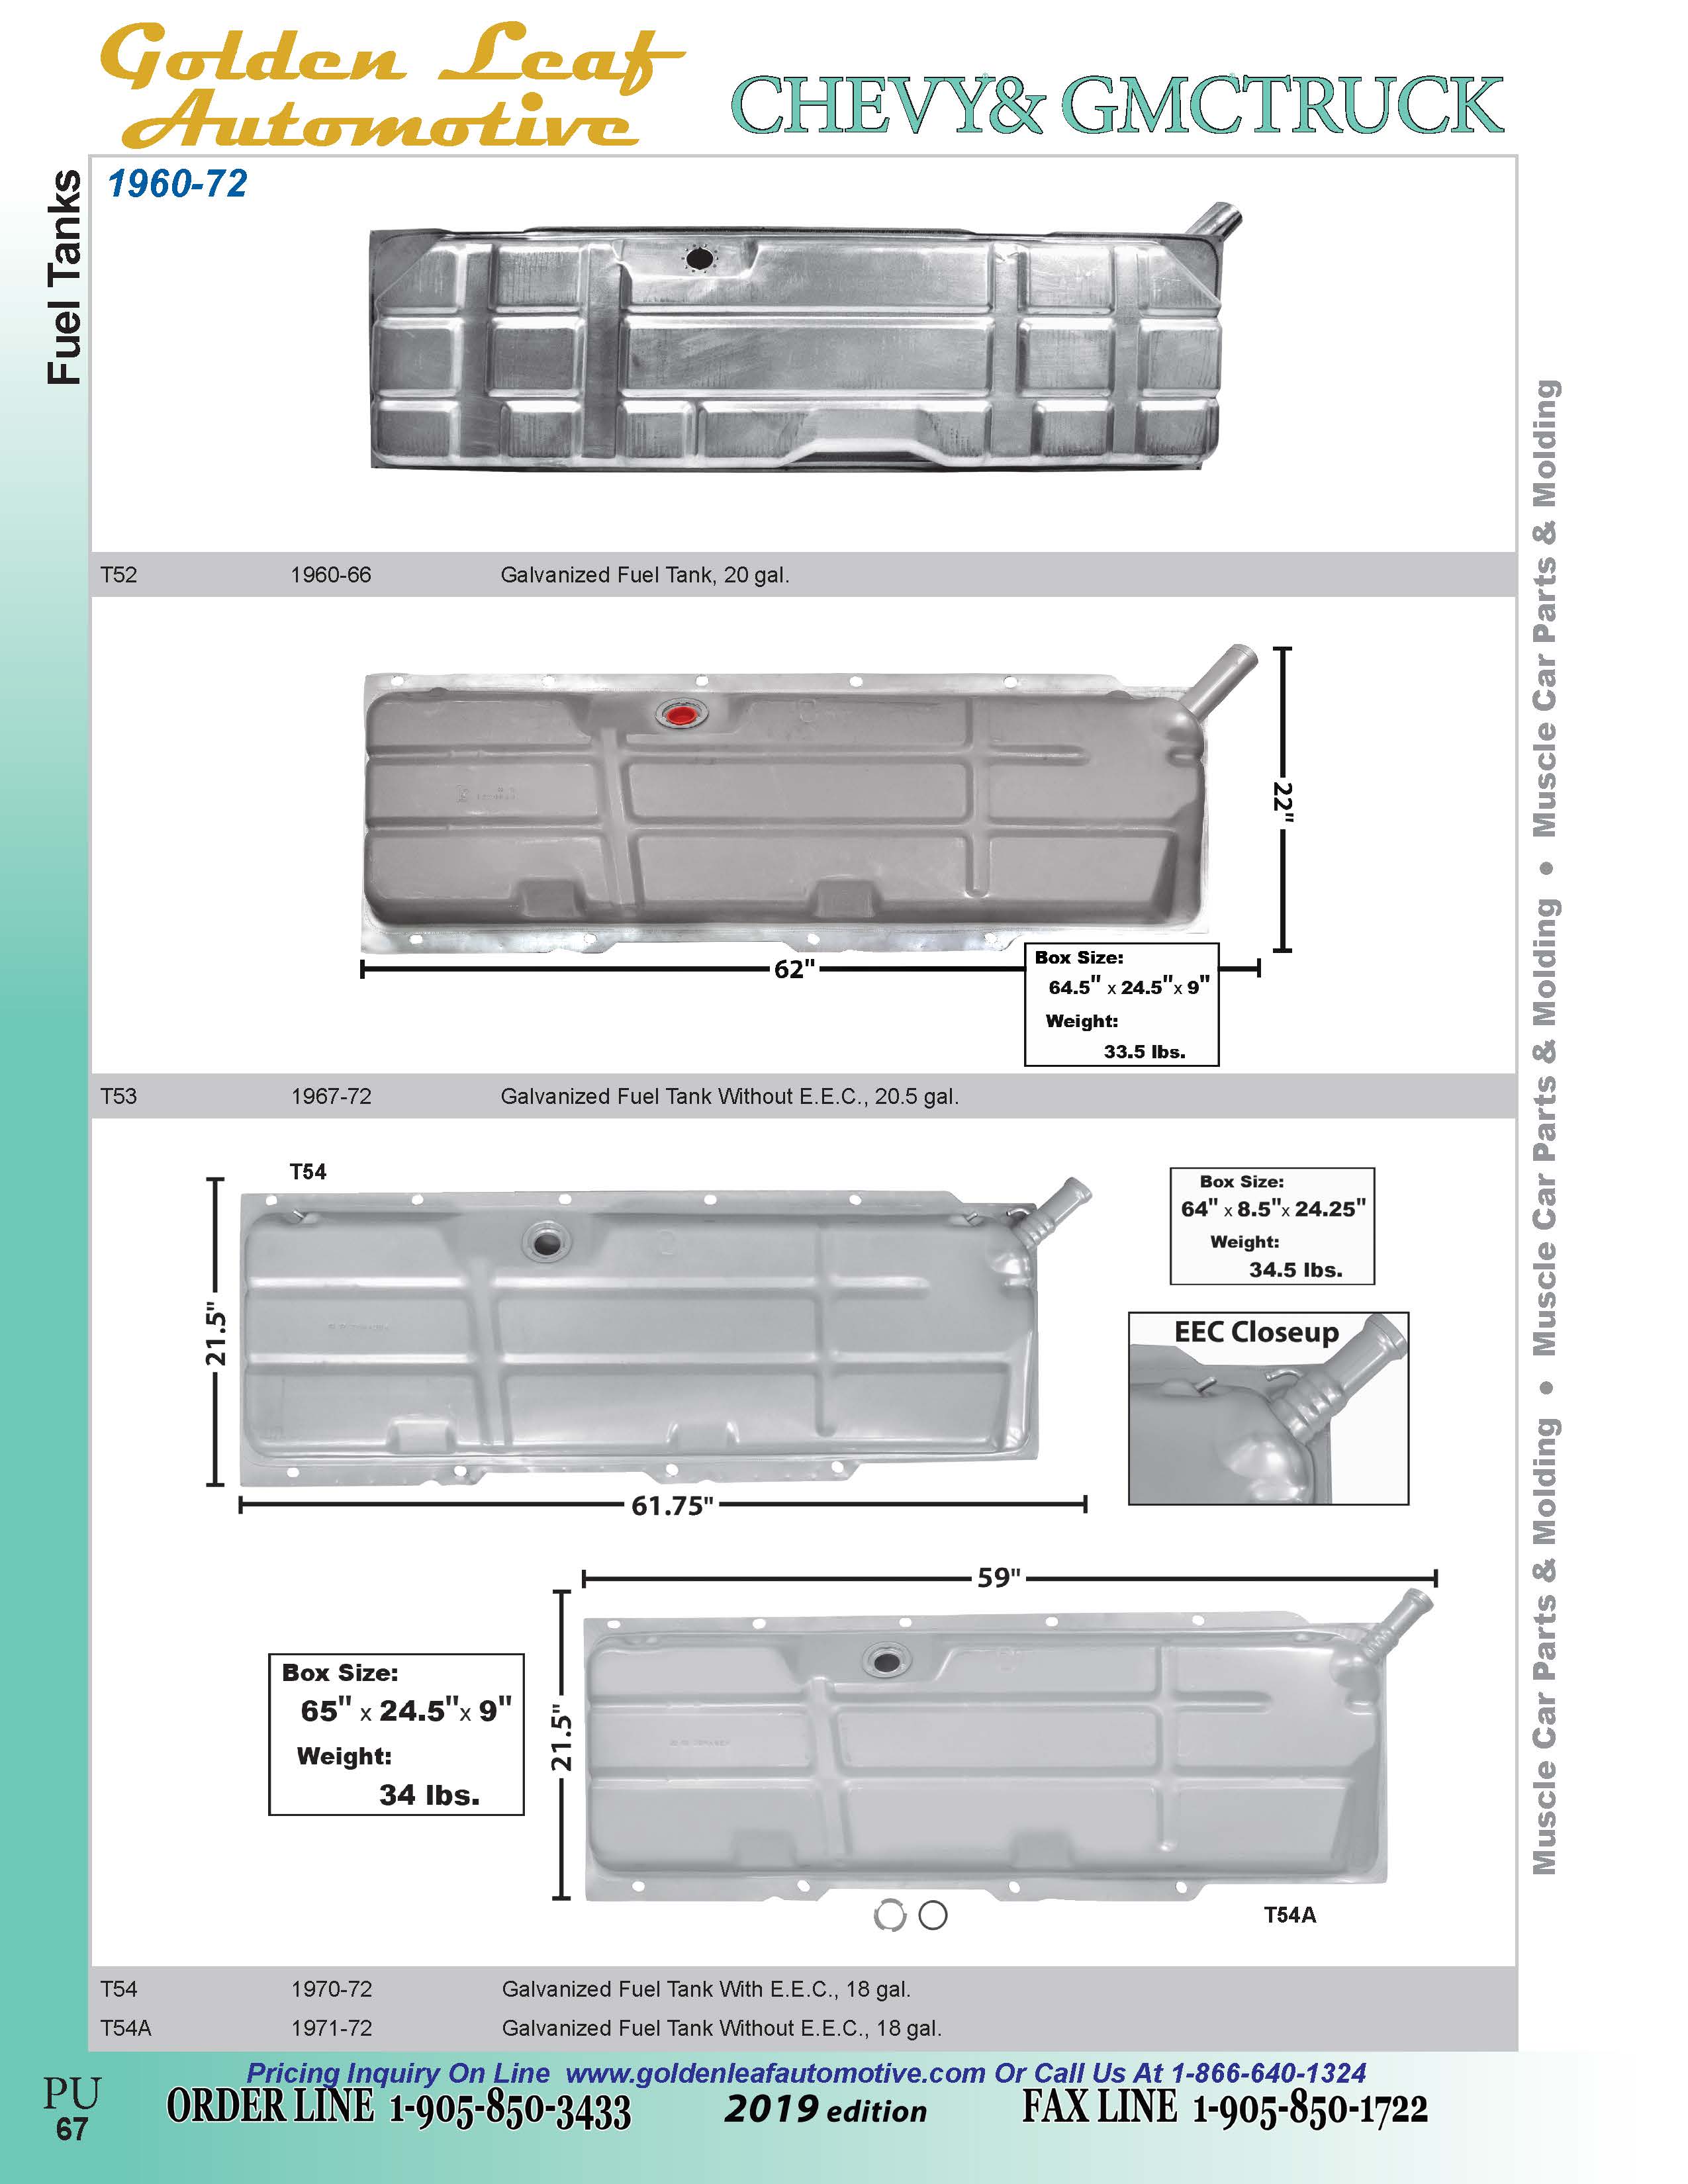 Golden Leaf
Automotive
CHEVY& GMCTRUCK
Fuel Tanks
1960-72
T52 1960-66 Galvanized Fuel Tank, 20 gal.
22"
62"
Box Size:
64.5" x 24.5"x 9"
Weight:
33.5 lbs.
T53 1967-72 Galvanized Fuel Tank Without E.E.C., 20.5 gal.
T54
21.5"
61.75"
Box Size:
64" x 8.5"x 24.25"
Weight:
34.5 lbs.
EEC Closeup
59"
21.5"
Box Size:
65" x 24.5"x 9"
Weight:
34 lbs.
T54A
T54 1970-72 Galvanized Fuel Tank With E.E.C., 18 gal.
T54A 1971-72 Galvanized Fuel Tank Without E.E.C., 18 gal.
Muscle Car Parts & Molding • Muscle Car Parts & Molding • Muscle Car Parts & Molding
Pricing Inquiry On Line www.goldenleafautomotive.com Or Call Us At 1-866-640-1324
PU
67
ORDER LINE 1-905-850-3433 2019 edition FAX LINE 1-905-850-1722